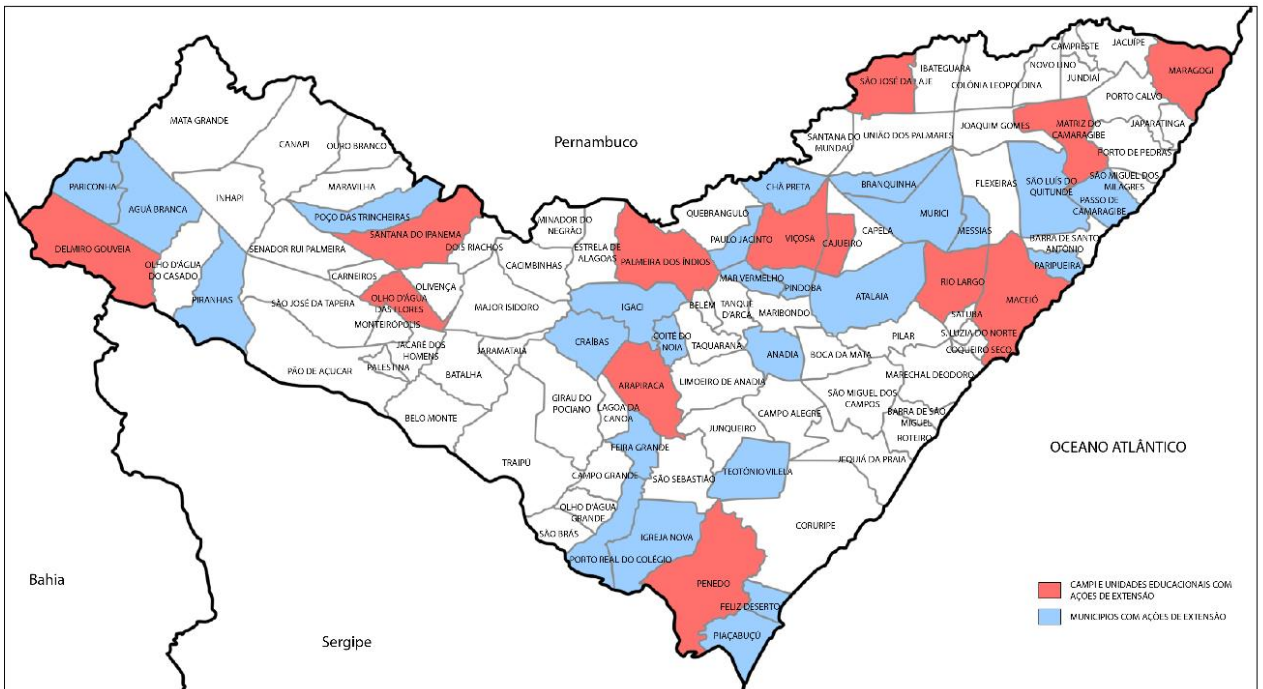 JACUÍPE
CAMPRESTE
IBATEGUARA
NOVO LINO
MARAGOGI
SÃO JOSÉ DA LAJE
COLÔNIA LEOPOLDINA
JUNDIAÍ
PORTO CALVO
MATA GRANDE
MATRIZ DO
CAMARAGIBE
JAPARATINGA
JOAQUIM GOMES
SANTANA DO
MUNDAÚ
UNIÃO DOS PALMARES
Pernambuco
CANAPI
OURO BRANCO
PORTO DE PEDRAS
PARICONHA
MARAVILHA
CHÃ PRETA
BRANQUINHA
FLEXEIRAS
SÃO LUÍS DO
QUITUNDE
SÃO MIGUEL DOS
MILAGRES
INHAPI
AGUÁ BRANCA
PASSO DE
CAMARAGIBE
POÇO DAS TRINCHEIRAS
MINADOR DO
NEGRÃO
QUEBRANGULO
MURICI
SANTANA DO IPANEMA
PAULO JACINTO
VIÇOSA
CAJUEIRO
CAPELA
MESSIAS
BARRA DE SANTO
ANTÔNIO
DELMIRO GOUVEIA
SENADOR RUI PALMEIRA
DOIS RIACHOS
ESTRELA DE
ALAGOAS
CACIMBINHAS
PALMEIRA DOS ÍNDIOS
OLHO D'ÁGUA
DO CASADO
CARNEIROS
MAR VERMELHO
PARIPUEIRA
OLIVENÇA
PINDOBA
RIO LARGO
PIRANHAS
OLHO D'ÁGUA
DAS FLORES
SÃO JOSÉ DA TAPERA
MAJOR ISIDORO
IGACI
BELÉM
TANQUE
D'ARCA
MARIBONDO
ATALAIA
MACEIÓ
SATUBA
MONTEIRÓPOLIS
CRAÍBAS
COITÉ DO
NOIA
TAQUARANA
PILAR
S. LUZIA DO NORTE
COQUEIRO SECO
JACARÉ DOS
HOMENS
JARAMATAIA
ANADIA
BOCA DA MATA
PALESTINA
PÃO DE AÇUCAR
BATALHA
ARAPIRACA
LIMOEIRO DE ANADIA
MARECHAL DEODORO
SÃO MIGUEL DOS
CAMPOS
GIRAU DO
POCIANO
LAGOA DA
CANOA
CAMPO ALEGRE
BARRA DE SÃO
MIGUEL
BELO MONTE
JUNQUEIRO
ROTEIRO
OCEANO ATLÂNTICO
FEIRA GRANDE
JEQUIÁ DA PRAIA
TRAIPÚ
CAMPO GRANDE
SÃO SEBASTIÃO
TEOTÔNIO VILELA
OLHO D'ÁGUA
GRANDE
CORURIPE
SÃO BRÁS
IGREJA NOVA
PORTO REAL DO COLÉGIO
Bahia
PENEDO
CAMPI E UNIDADES EDUCACIONAIS COM
AÇÕES DE EXTENSÃO
FELIZ DESERTO
MUNICIPIOS COM AÇÕES DE EXTENSÃO
PIAÇABUÇÚ
Sergipe